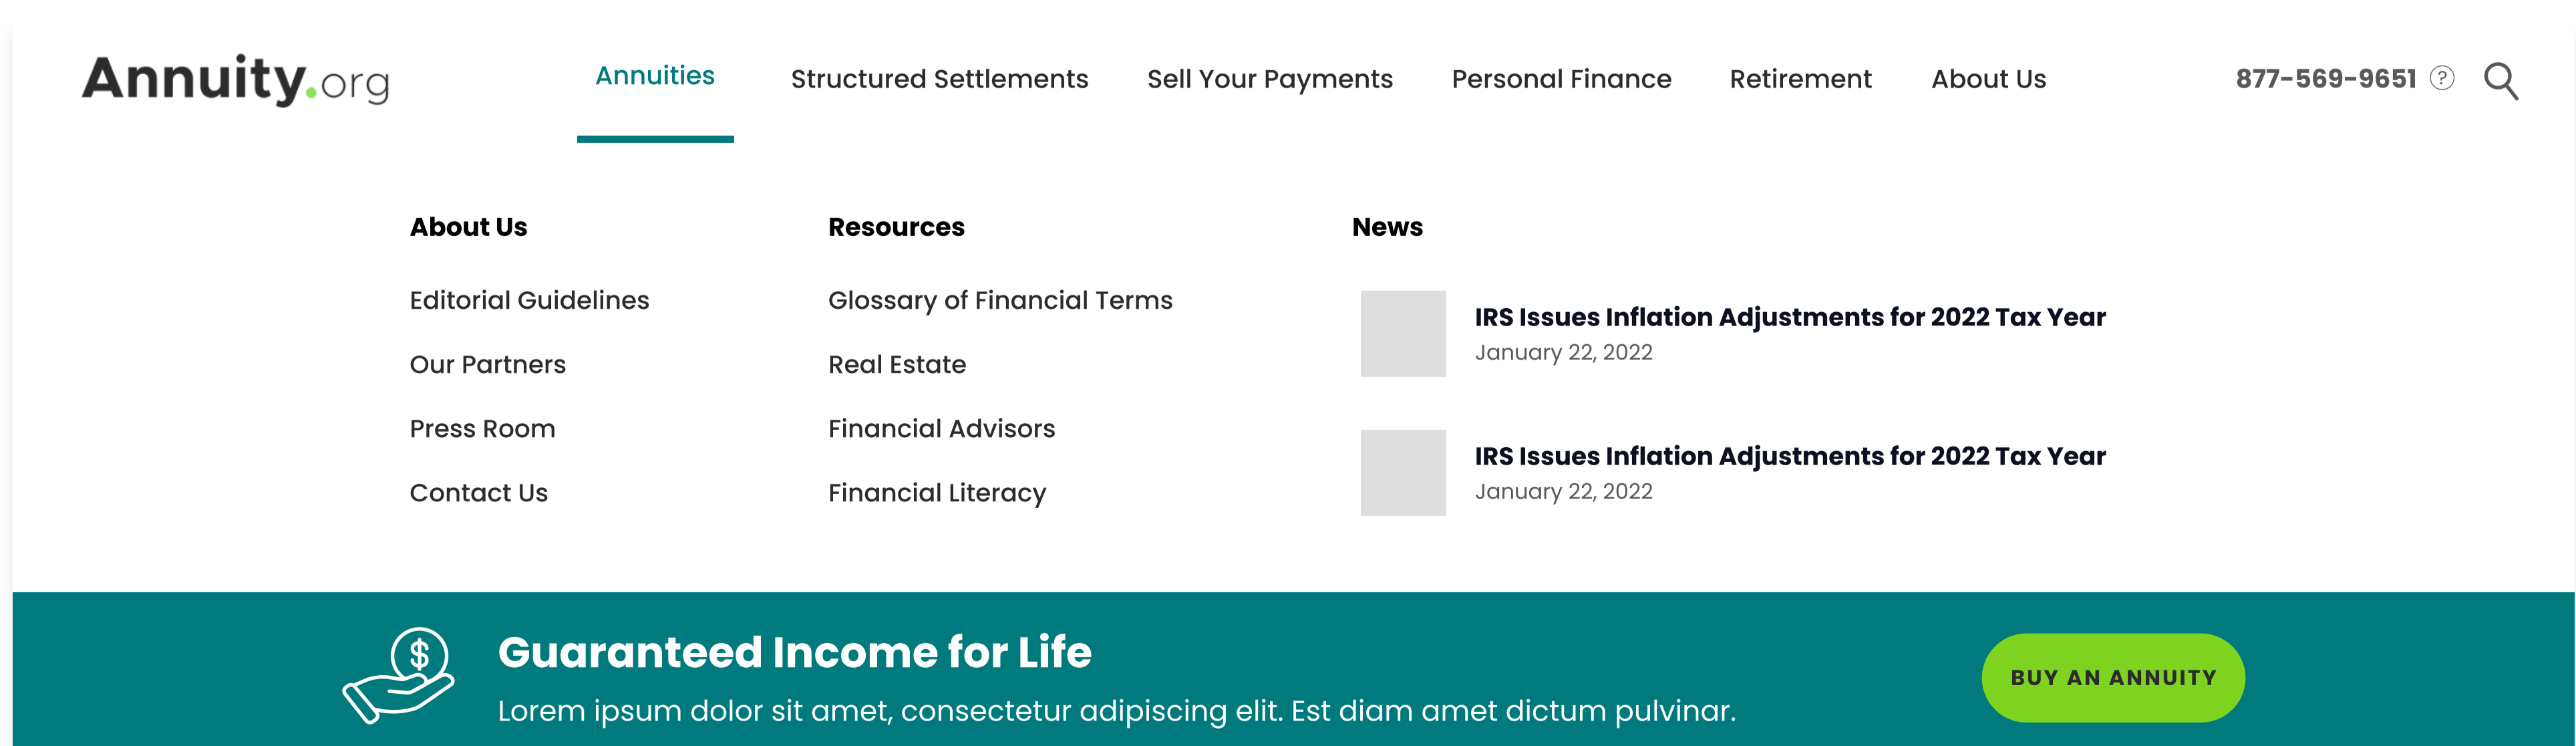 Annuity.org
Annuities
Structured Settlements
Sell Your Payments
Personal Finance
Retirement
About Us
877-569-9651 ?
About Us
Editorial Guidelines
Our Partners
Press Room
Contact Us
Resources
Glossary of Financial Terms
Real Estate
Financial Advisors
Financial Literacy
News
IRS Issues Inflation Adjustments for 2022 Tax Year
January 22, 2022
IRS Issues Inflation Adjustments for 2022 Tax Year
January 22, 2022
$
Guaranteed Income for Life
Lorem ipsum dolor sit amet, consectetur adipiscing elit. Est diam amet dictum pulvinar.
BUY AN ANNUITY